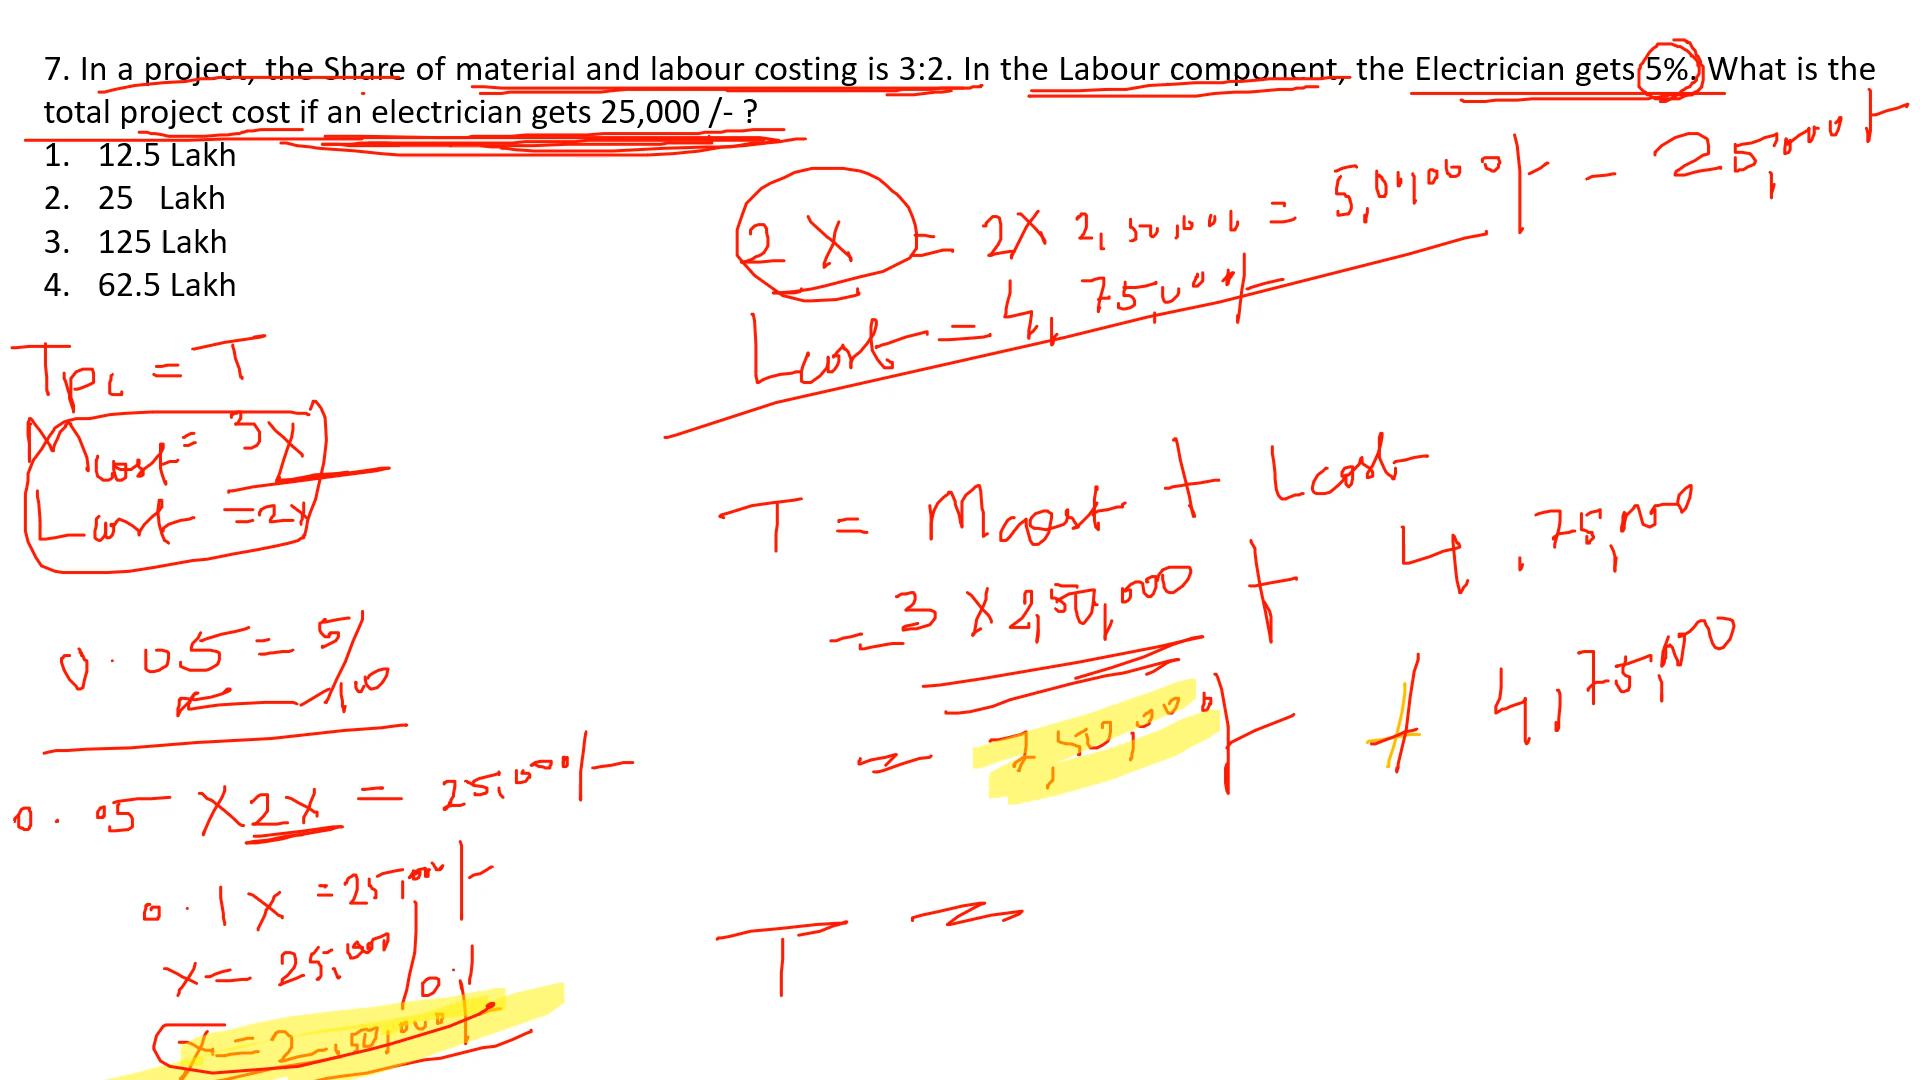 7. In a project, the Share of material and labour costing is 3:2. In the Labour component, the Electrician gets 5%. What is the
total project cost if an electrician gets 25,000 /- ?
1. 12.5 Lakh
2. 25 Lakh
3. 125 Lakh
4. 62.5 Lakh
2 X = 2X 2,50,000 = 5,00,000/- - 25,000/-
Lcost = 4,75,000/-
TPC = T
Mcost = 3X
Lcost = 2X
0.05 = 5/100
0.05 X 2X = 25,000/-
0.1X = 25,000/-
X = 25,000/0.1
X = 2,50,000
T = Mcost + Lcost
= 3 X 2,50,000 + 4,75,000
= 7,50,000/- + 4,75,000
T =